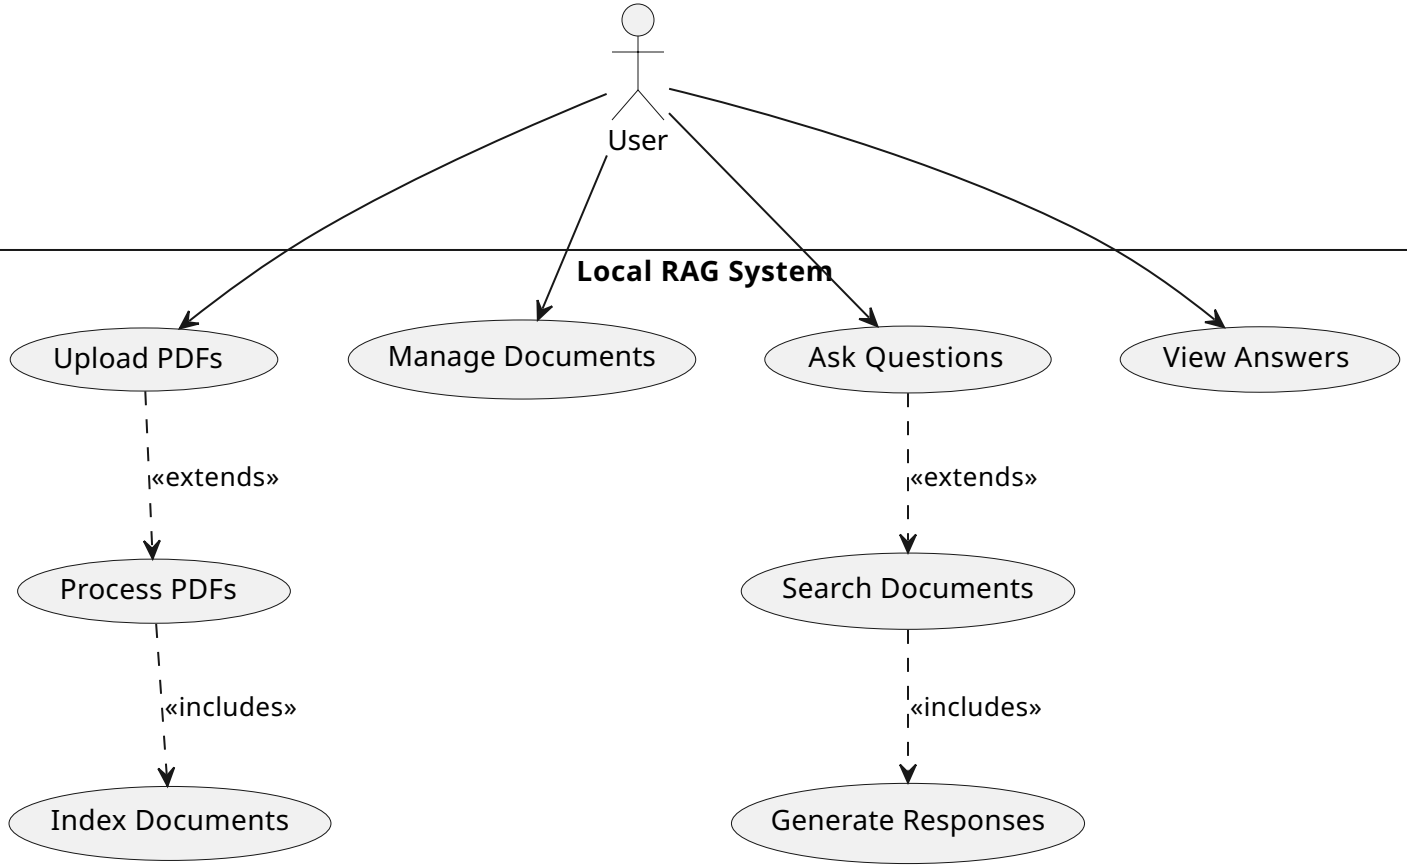 User
Local RAG System
Upload PDFs
Manage Documents
Ask Questions
View Answers
«extends»
«extends»
Process PDFs
Search Documents
«includes»
«includes»
Index Documents
Generate Responses